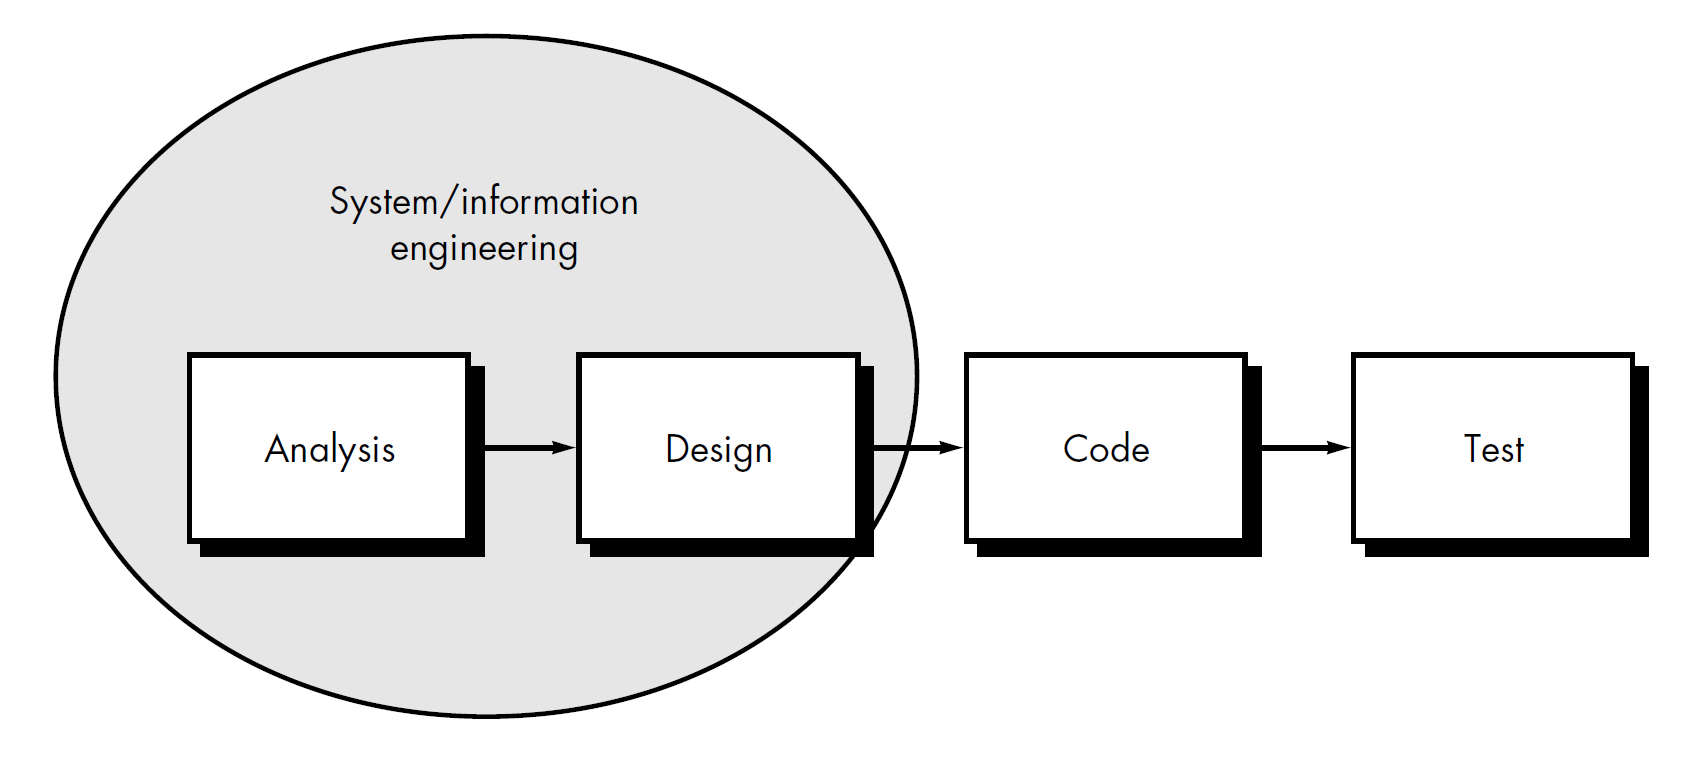 System/information
engineering
Analysis
Design
Code
Test